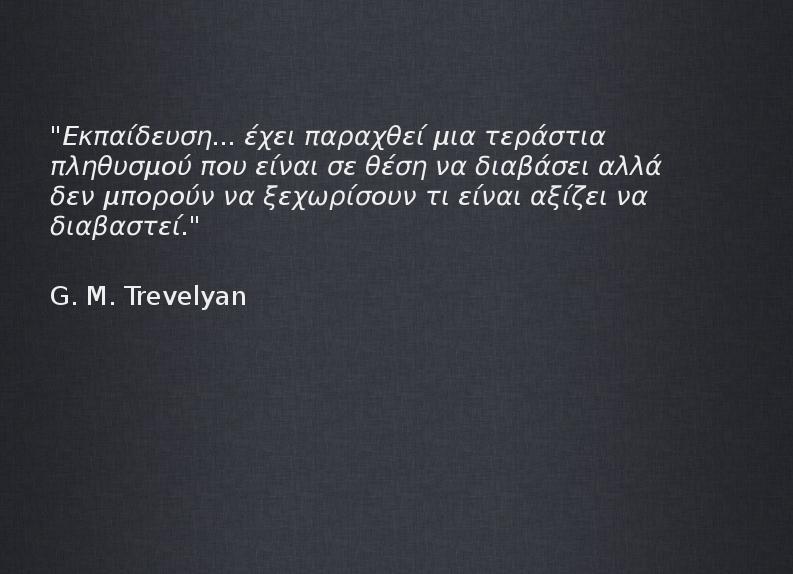 "Εκπαίδευση... έχει παραχθεί μια τεράστια
πληθυσμού που είναι σε θέση να διαβάσει αλλά
δεν μπορούν να ξεχωρίσουν τι είναι αξίζει να
διαβαστεί."
G. M. Trevelyan